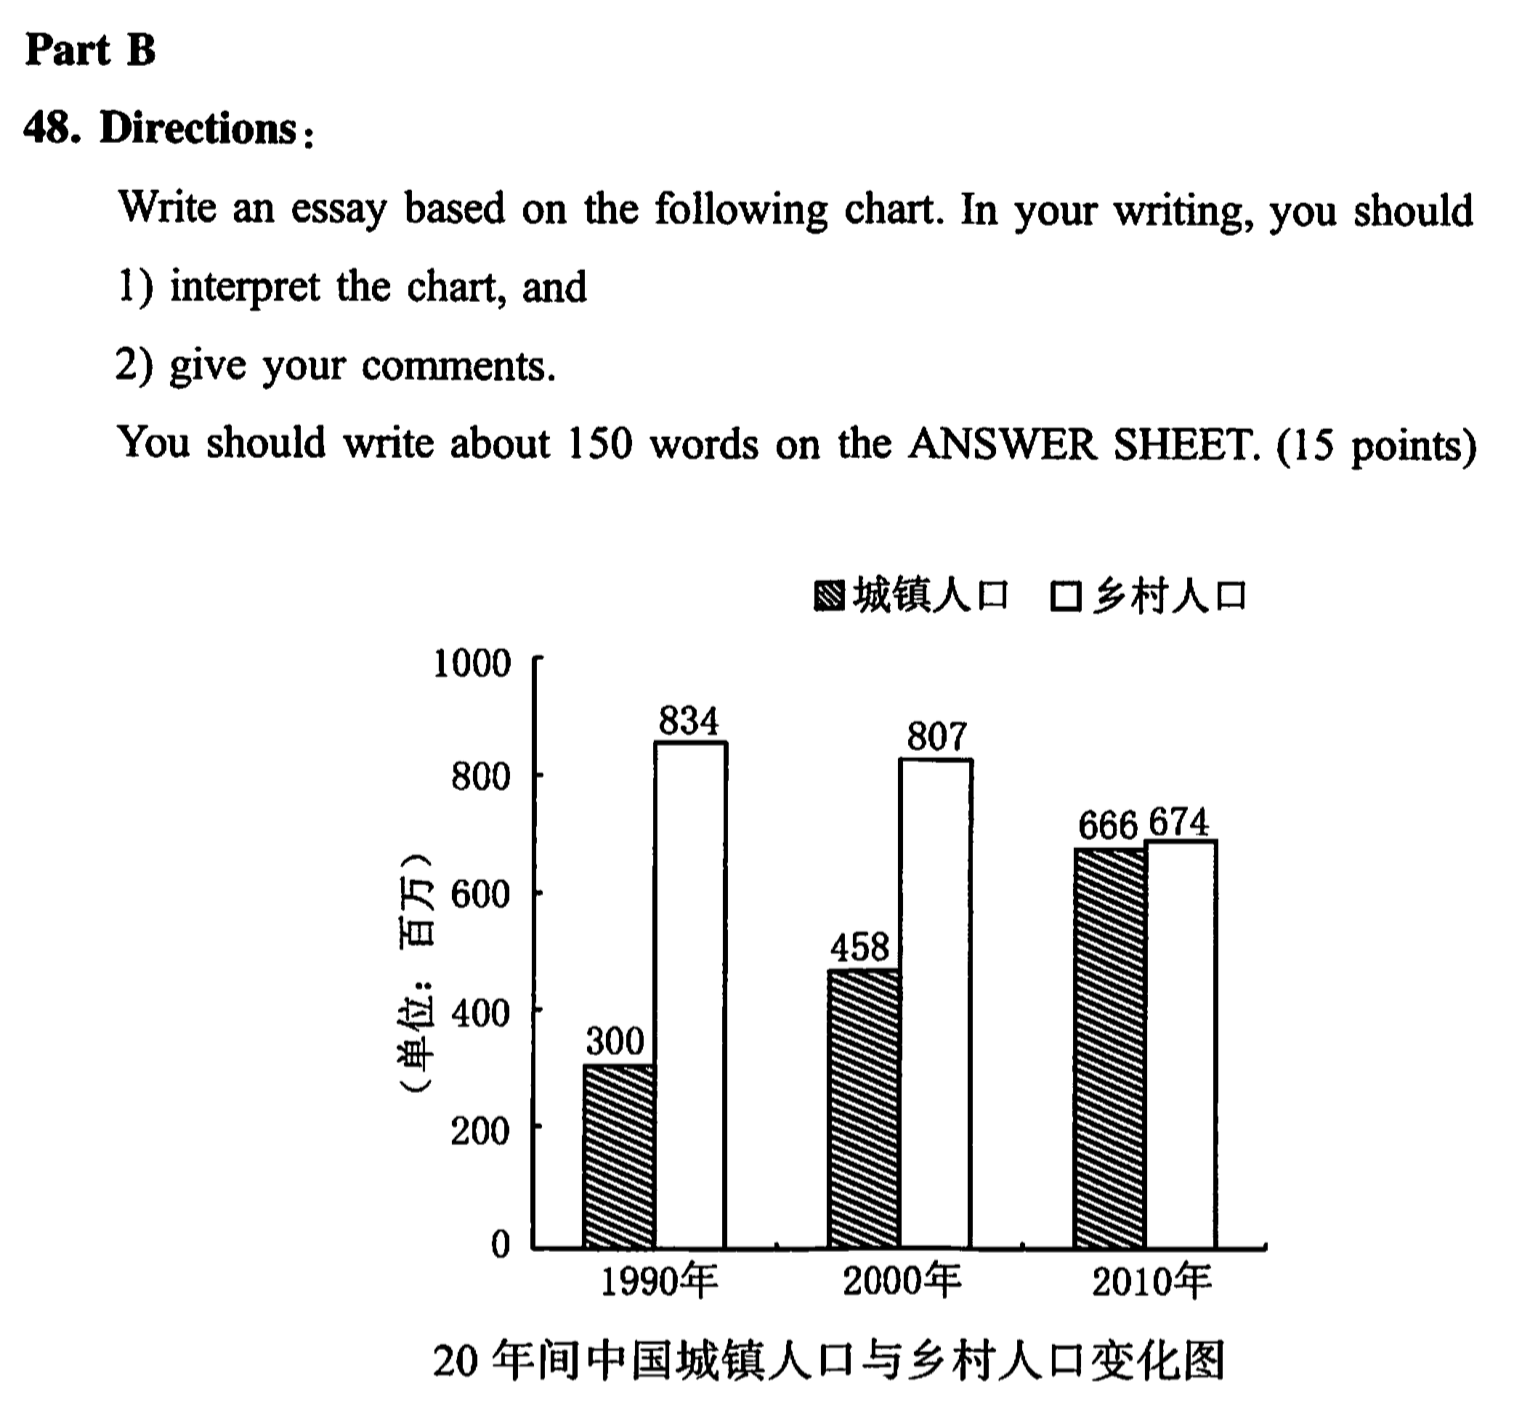 Part B
48. Directions:
Write an essay based on the following chart. In your writing, you should
1) interpret the chart, and
2) give your comments.
You should write about 150 words on the ANSWER SHEET. (15 points)
城镇人口 乡村人口
1000
800
600
400
200
0
(单位：百万)
300
834
458
807
666
674
1990年
2000年
2010年
20 年间中国城镇人口与乡村人口变化图